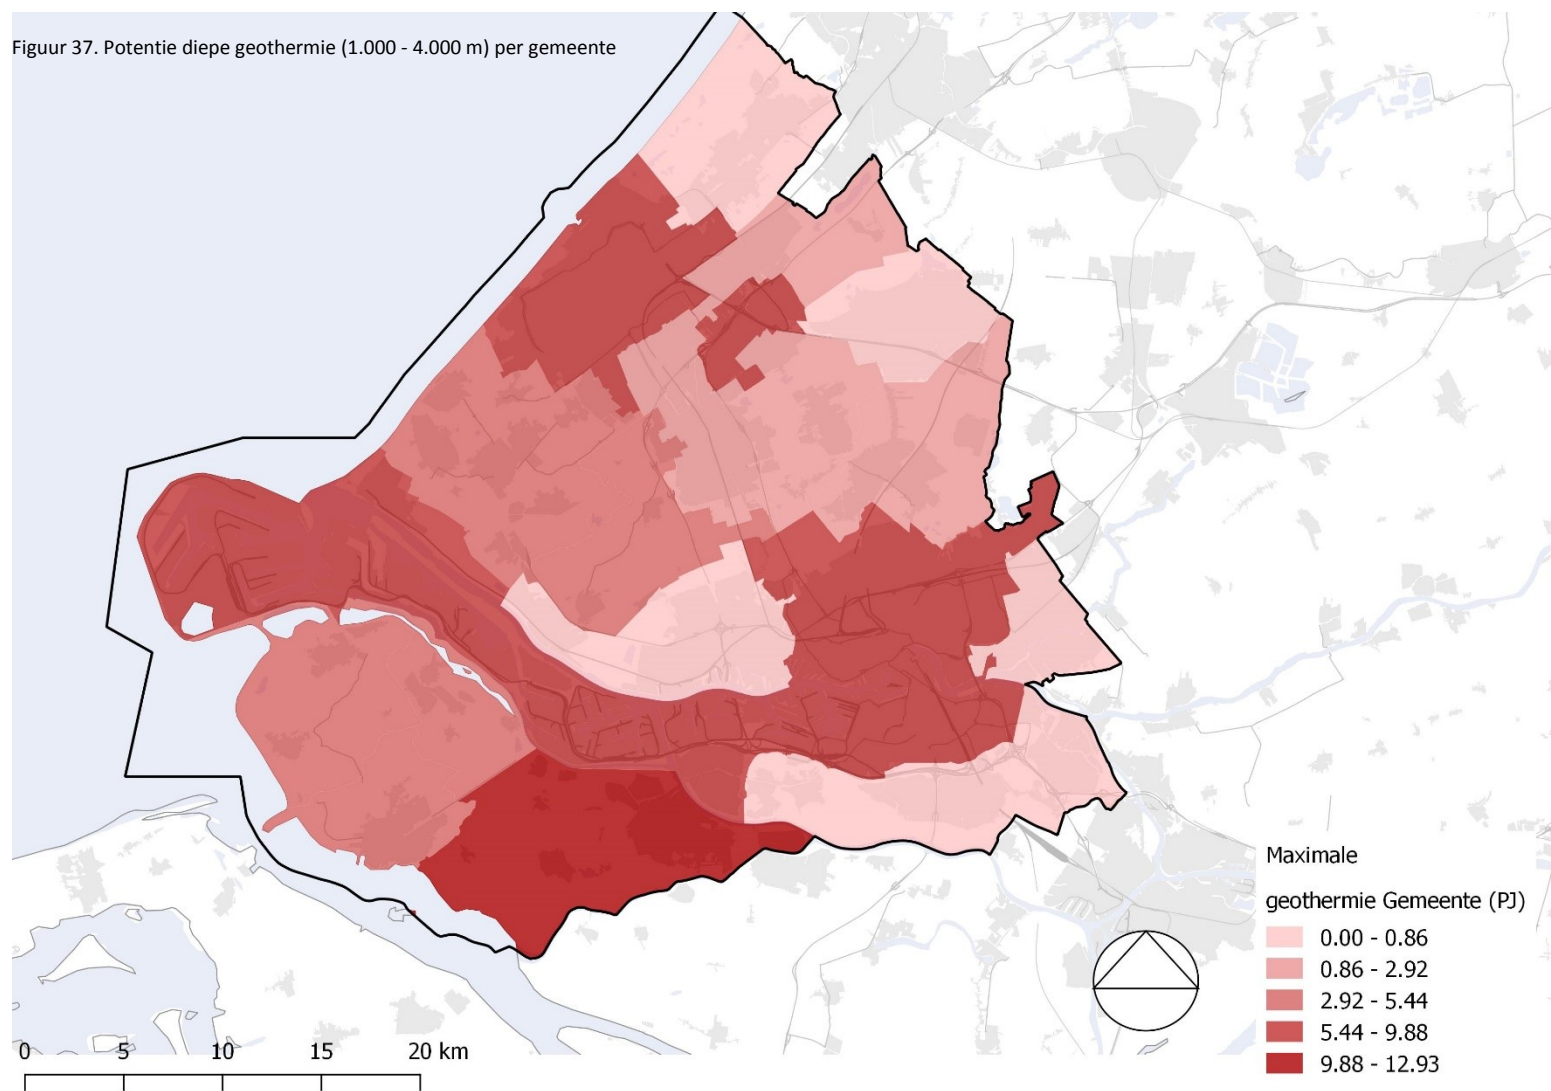 Figuur 37. Potentie diepe geothermie (1.000 - 4.000 m) per gemeente
Maximale
geothermie Gemeente (PJ)
0.00 - 0.86
0.86 - 2.92
2.92 - 5.44
5.44 - 9.88
9.88 - 12.93
0 5 10 15 20 km